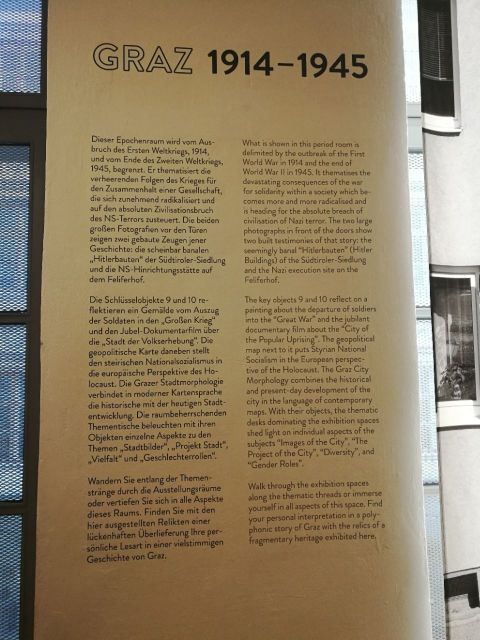 GRAZ 1914–1945
Dieser Epochenraum wird vom Aus-
bruch des Ersten Weltkriegs, 1914,
und vom Ende des Zweiten Weltkriegs,
1945, begrenzt. Er thematisiert die
verheerenden Folgen des Krieges für
den Zusammenhalt einer Gesellschaft,
die sich zunehmend radikalisiert und
auf den absoluten Zivilisationsbruch
des NS-Terrors zusteuert. Die beiden
großen Fotografien vor den Türen
zeigen zwei gebaute Zeugen jener
Geschichte: die scheinbar banalen
„Hitlerbauten“ der Südtiroler-Siedlung
und die NS-Hinrichtungsstätte auf
dem Feliferhof.
Die Schlüsselobjekte 9 und 10 re-
flektieren ein Gemälde vom Auszug
der Soldaten in den „Großen Krieg“
und den Jubel-Dokumentarfilm über
die „Stadt der Volkserhebung“. Die
geopolitische Karte daneben stellt
den steirischen Nationalsozialismus in
die europäische Perspektive des Ho-
locaust. Die Grazer Stadtmorphologie
verbindet in moderner Kartensprache
die historische mit der heutigen Stadt-
entwicklung. Die raumbeherrschenden
Thementische beleuchten mit ihren
Objekten einzelne Aspekte zu den
Themen „Stadtbilder“, „Projekt Stadt“,
„Vielfalt“ und „Geschlechterrollen“.
Wandern Sie entlang der Themen-
stränge durch die Ausstellungsräume
oder vertiefen Sie sich in alle Aspekte
dieses Raums. Finden Sie mit den
hier ausgestellten Relikten einer
lückenhaften Überlieferung Ihre per-
sönliche Lesart in einer vielstimmigen
Geschichte von Graz.
What is shown in this period room is
delimited by the outbreak of the First
World War in 1914 and the end of
World War II in 1945. It thematises the
devastating consequences of the war
for solidarity within a society which be-
comes more and more radicalised and
is heading for the absolute breach of
civilisation of Nazi terror. The two large
photographs in front of the doors show
two built testimonies of that story: the
seemingly banal “Hitlerbauten” (Hitler
Buildings) of the Südtiroler-Siedlung
and the Nazi execution site on the
Feliferhof.
The key objects 9 and 10 reflect on a
painting about the departure of soldiers
into the “Great War” and the jubilant
documentary film about the “City of
the Popular Uprising”. The geopolitical
map next to it puts Styrian National
Socialism in the European perspec-
tive of the Holocaust. The Graz City
Morphology combines the historical
and present-day development of the
city in the language of contemporary
maps. With their objects, the thematic
desks dominating the exhibition spaces
shed light on individual aspects of the
subjects “Images of the City”, “The
Project of the City”, “Diversity”, and
“Gender Roles”.
Walk through the exhibition spaces
along the thematic threads or immerse
yourself in all aspects of this space. Find
your personal interpretation in a poly-
phonic story of Graz with the relics of a
fragmentary heritage exhibited here.